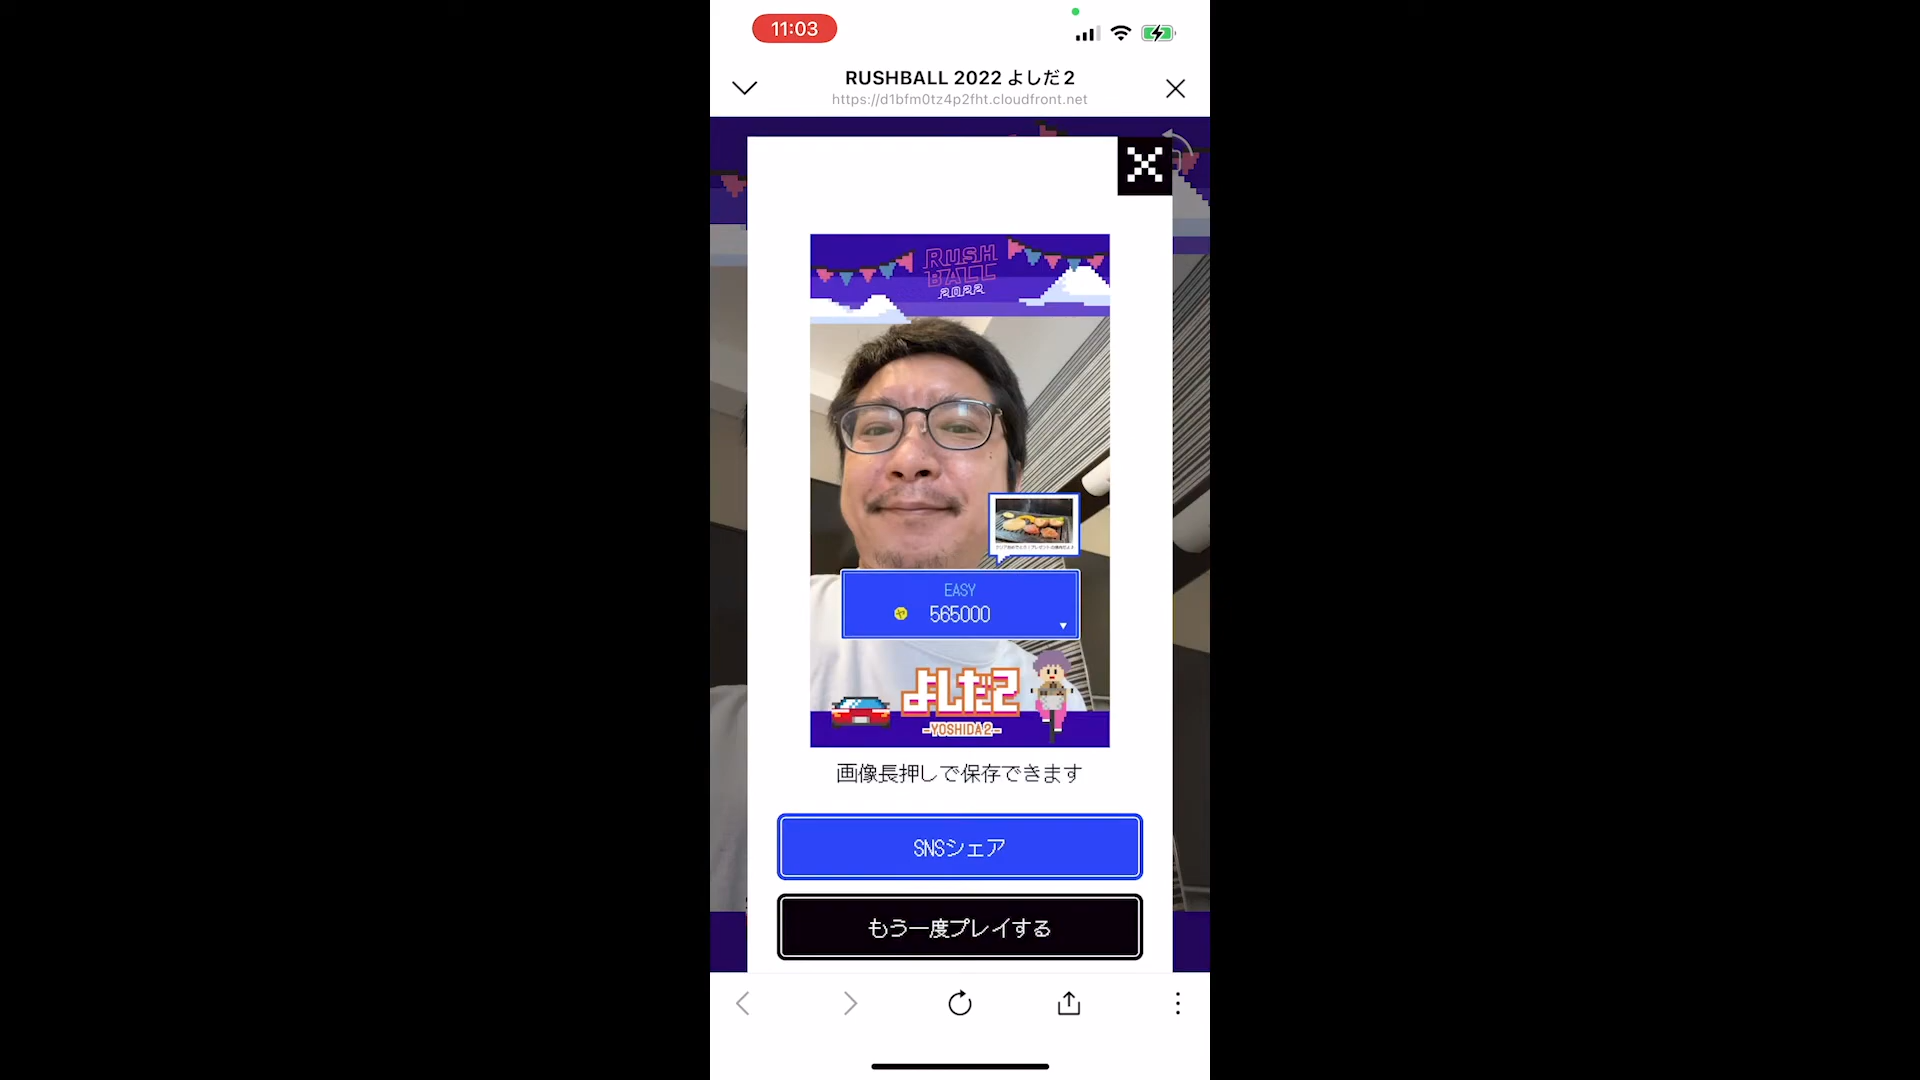 11:03
RUSHBALL 2022 よしだ2
https://d1bfm0tz4p2fht.cloudfront.net
RUSH
BALL
2022
EASY
565000
よしだ2
-YOSHIDA2-
画像長押しで保存できます
SNSシェア
もう一度プレイする